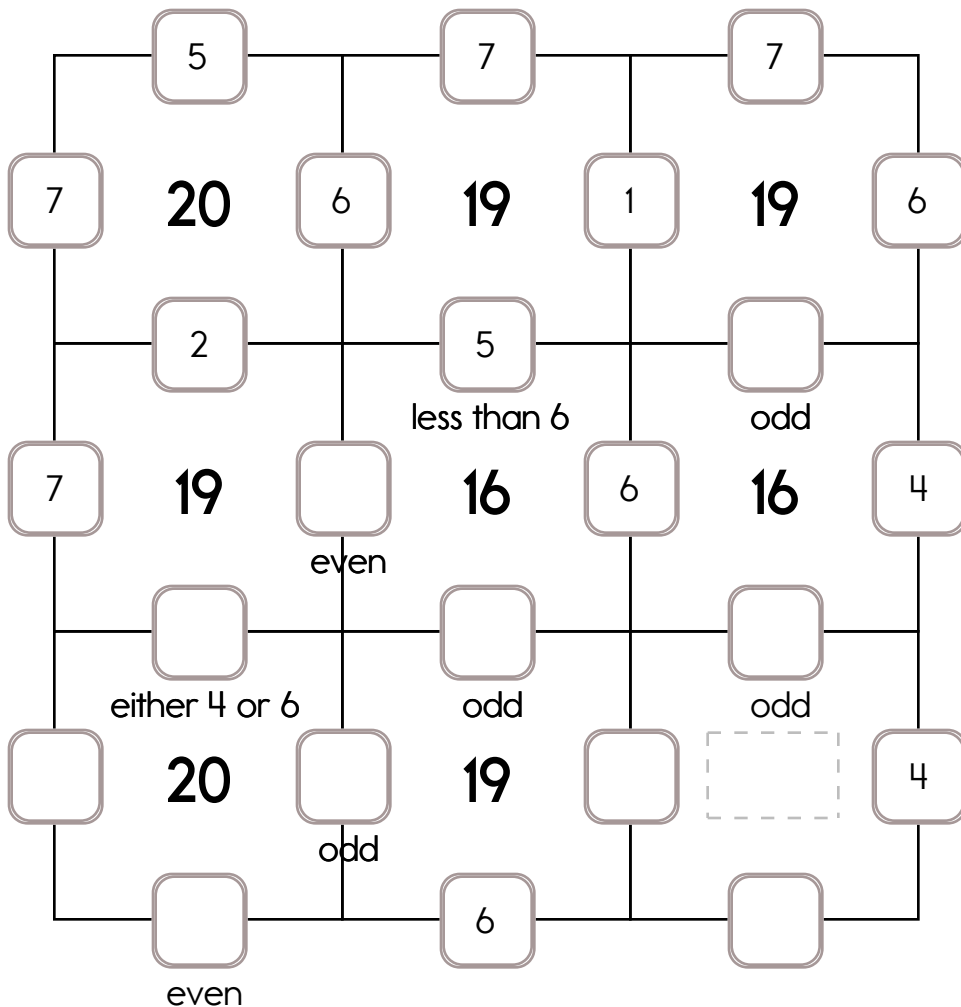 5 7 7
7 20 6 19 1 19 6
2 5
less than 6 odd
7 19 16 6 16 4
even
either 4 or 6 odd odd
20 19 4
odd
6
even